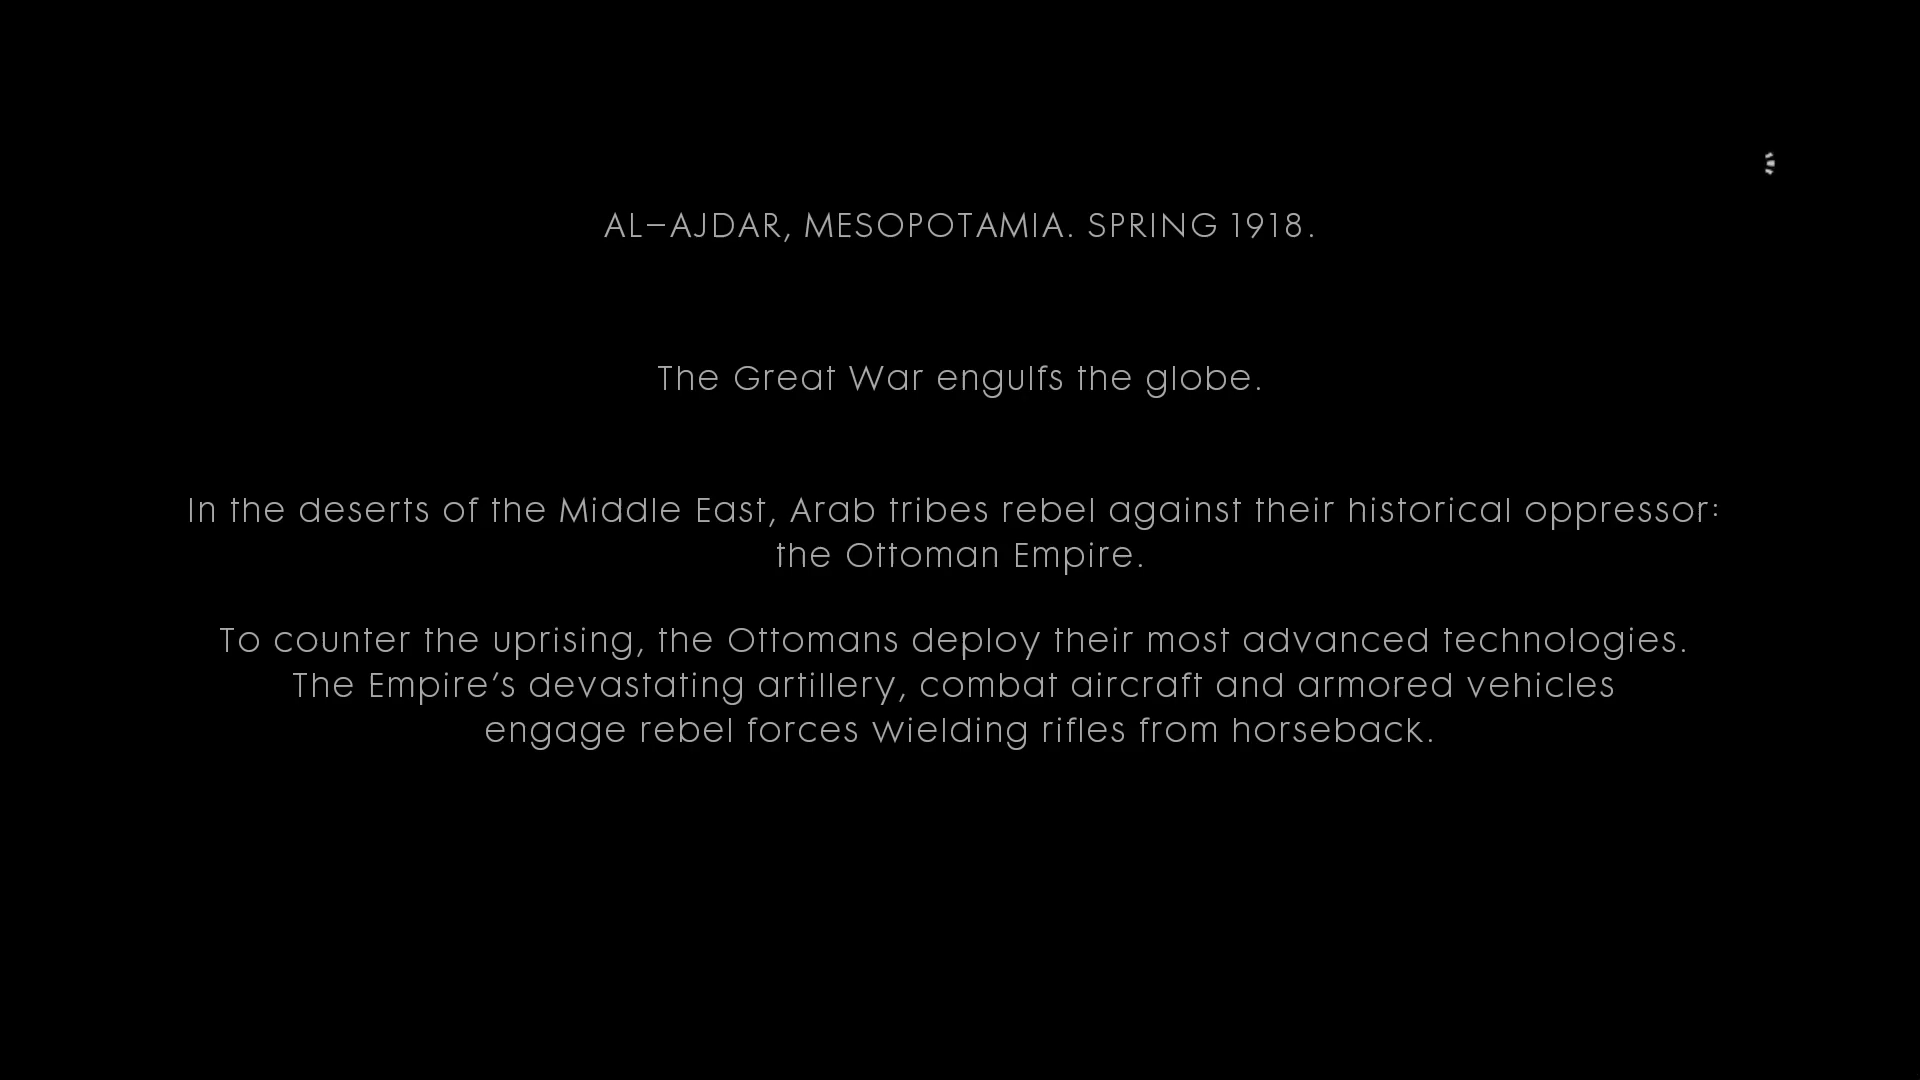 AL–AJDAR, MESOPOTAMIA. SPRING 1918.
The Great War engulfs the globe.
In the deserts of the Middle East, Arab tribes rebel against their historical oppressor:
the Ottoman Empire.
To counter the uprising, the Ottomans deploy their most advanced technologies.
The Empire’s devastating artillery, combat aircraft and armored vehicles
engage rebel forces wielding rifles from horseback.